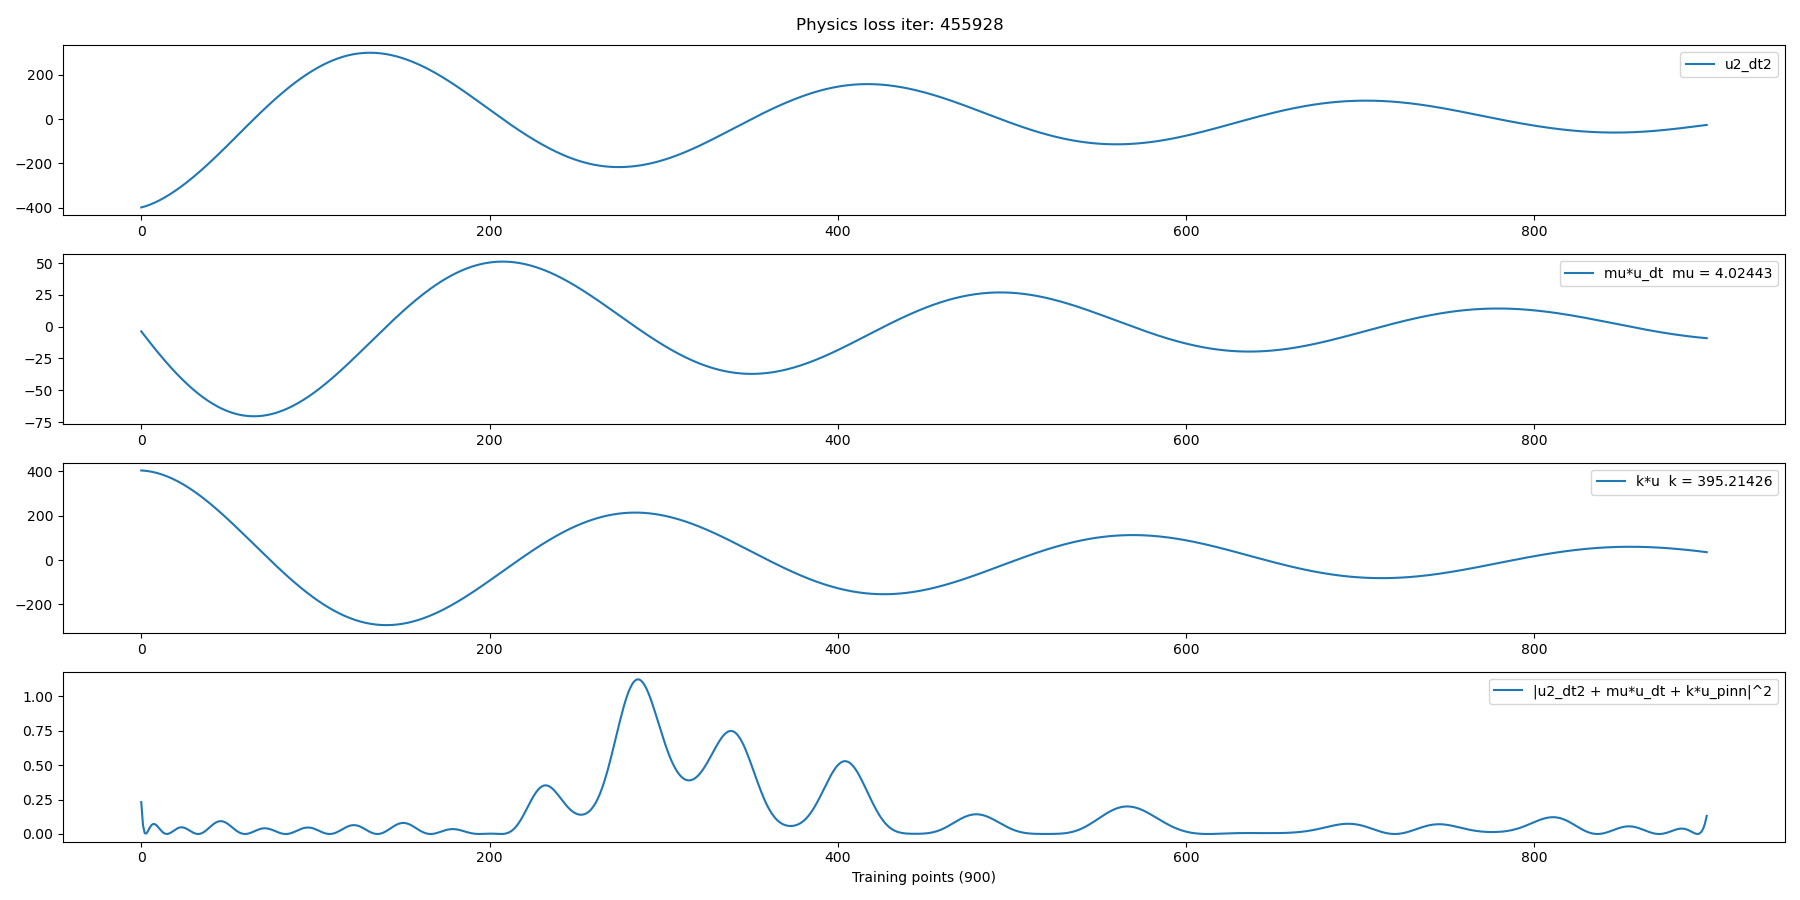 Physics loss iter: 455928
200
0
−200
−400
u2_dt2
0 200 400 600 800
50
25
0
−25
−50
−75
mu*u_dt  mu = 4.02443
0 200 400 600 800
400
200
0
−200
k*u  k = 395.21426
0 200 400 600 800
1.00
0.75
0.50
0.25
0.00
|u2_dt2 + mu*u_dt + k*u_pinn|^2
0 200 400 600 800
Training points (900)